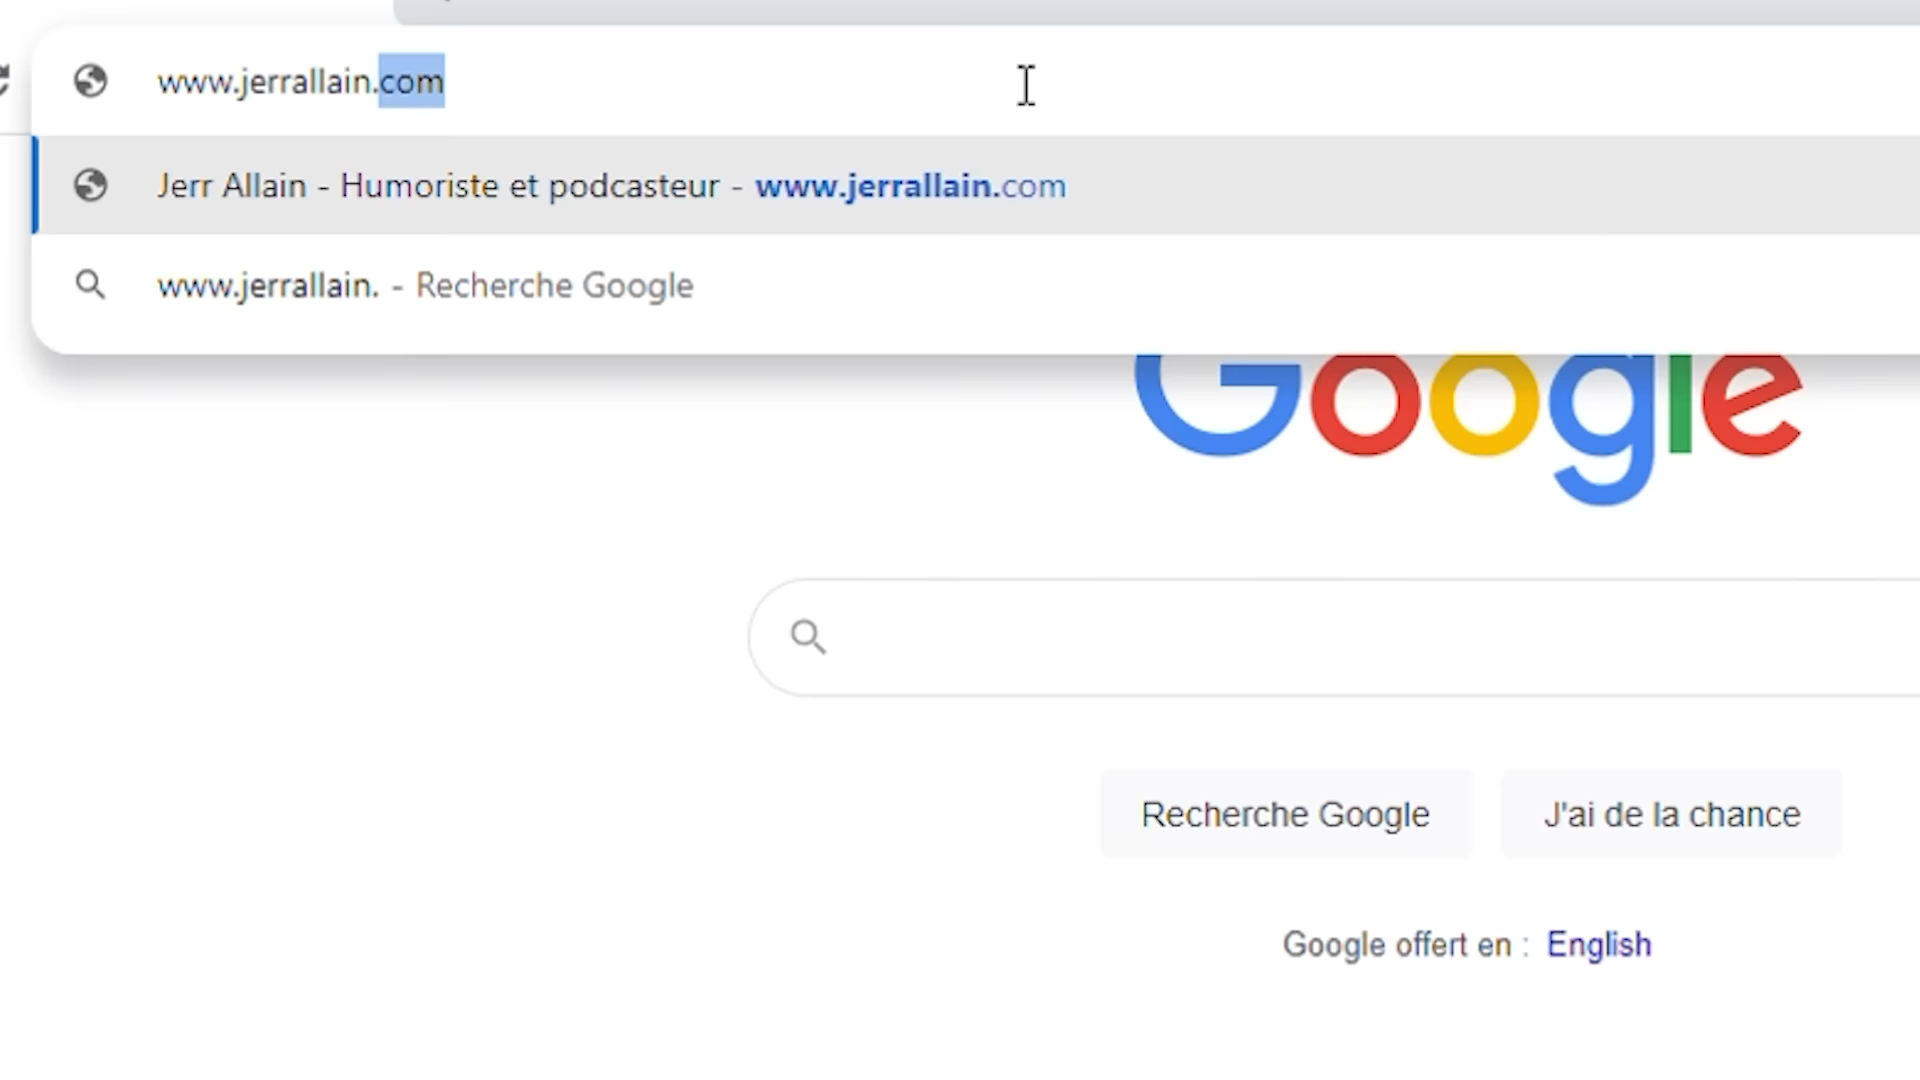 www.jerrallain.com
Jerr Allain - Humoriste et podcasteur - www.jerrallain.com
www.jerrallain. - Recherche Google
Google
Recherche Google
J'ai de la chance
Google offert en : English